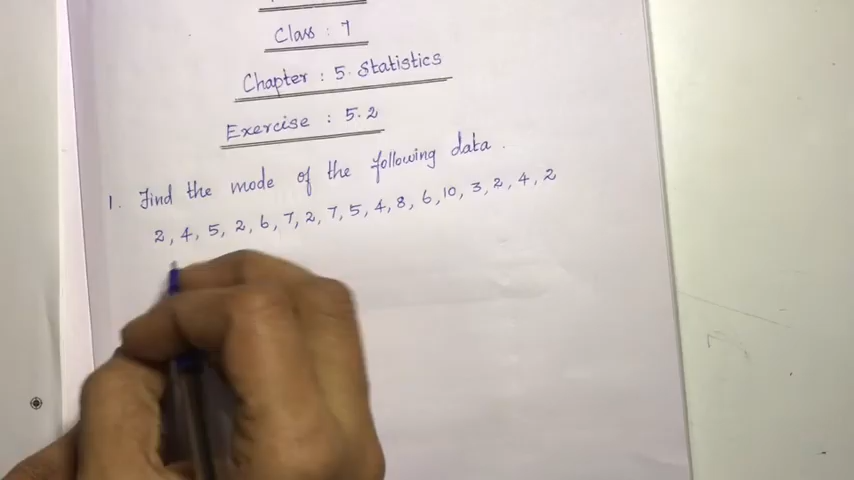 Class : 7
Chapter : 5. Statistics
Exercise : 5.2
1. Find the mode of the following data.
2, 4, 5, 2, 6, 7, 2, 7, 5, 4, 8, 6, 10, 3, 2, 4, 2